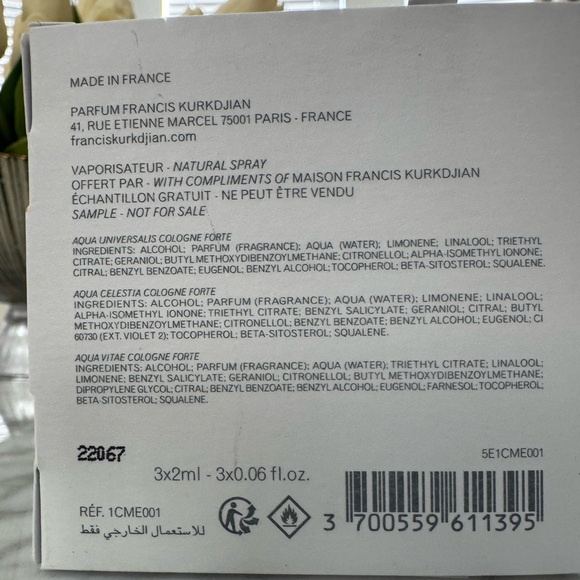 MADE IN FRANCE
PARFUM FRANCIS KURKDJIAN
41, RUE ETIENNE MARCEL 75001 PARIS - FRANCE
franciskurkdjian.com
VAPORISATEUR - NATURAL SPRAY
OFFERT PAR - WITH COMPLIMENTS OF MAISON FRANCIS KURKDJIAN
ÉCHANTILLON GRATUIT - NE PEUT ÊTRE VENDU
SAMPLE - NOT FOR SALE
AQUA UNIVERSALIS COLOGNE FORTE
INGREDIENTS: ALCOHOL; PARFUM (FRAGRANCE); AQUA (WATER); LIMONENE; LINALOOL; TRIETHYL
CITRATE; GERANIOL; BUTYL METHOXYDIBENZOYLMETHANE; CITRONELLOL; ALPHA-ISOMETHYL IONONE;
CITRAL; BENZYL BENZOATE; EUGENOL; BENZYL ALCOHOL; TOCOPHEROL; BETA-SITOSTEROL; SQUALENE.
AQUA CELESTIA COLOGNE FORTE
INGREDIENTS: ALCOHOL; PARFUM (FRAGRANCE); AQUA (WATER); LIMONENE; LINALOOL;
ALPHA-ISOMETHYL IONONE; TRIETHYL CITRATE; BENZYL SALICYLATE; GERANIOL; CITRAL; BUTYL
METHOXYDIBENZOYLMETHANE; CITRONELLOL; BENZYL BENZOATE; BENZYL ALCOHOL; EUGENOL; CI
60730 (EXT. VIOLET 2); TOCOPHEROL; BETA-SITOSTEROL; SQUALENE.
AQUA VITAE COLOGNE FORTE
INGREDIENTS: ALCOHOL; PARFUM (FRAGRANCE); AQUA (WATER); TRIETHYL CITRATE; LINALOOL;
LIMONENE; BENZYL SALICYLATE; GERANIOL; CITRONELLOL; BUTYL METHOXYDIBENZOYLMETHANE;
DIPROPYLENE GLYCOL; CITRAL; BENZYL BENZOATE; BENZYL ALCOHOL; EUGENOL; FARNESOL; TOCOPHEROL;
BETA-SITOSTEROL; SQUALENE.
22067
5E1CME001
3x2ml - 3x0.06 fl.oz.
RÉF. 1CME001
للاستعمال الخارجي فقط
3 700559 611395